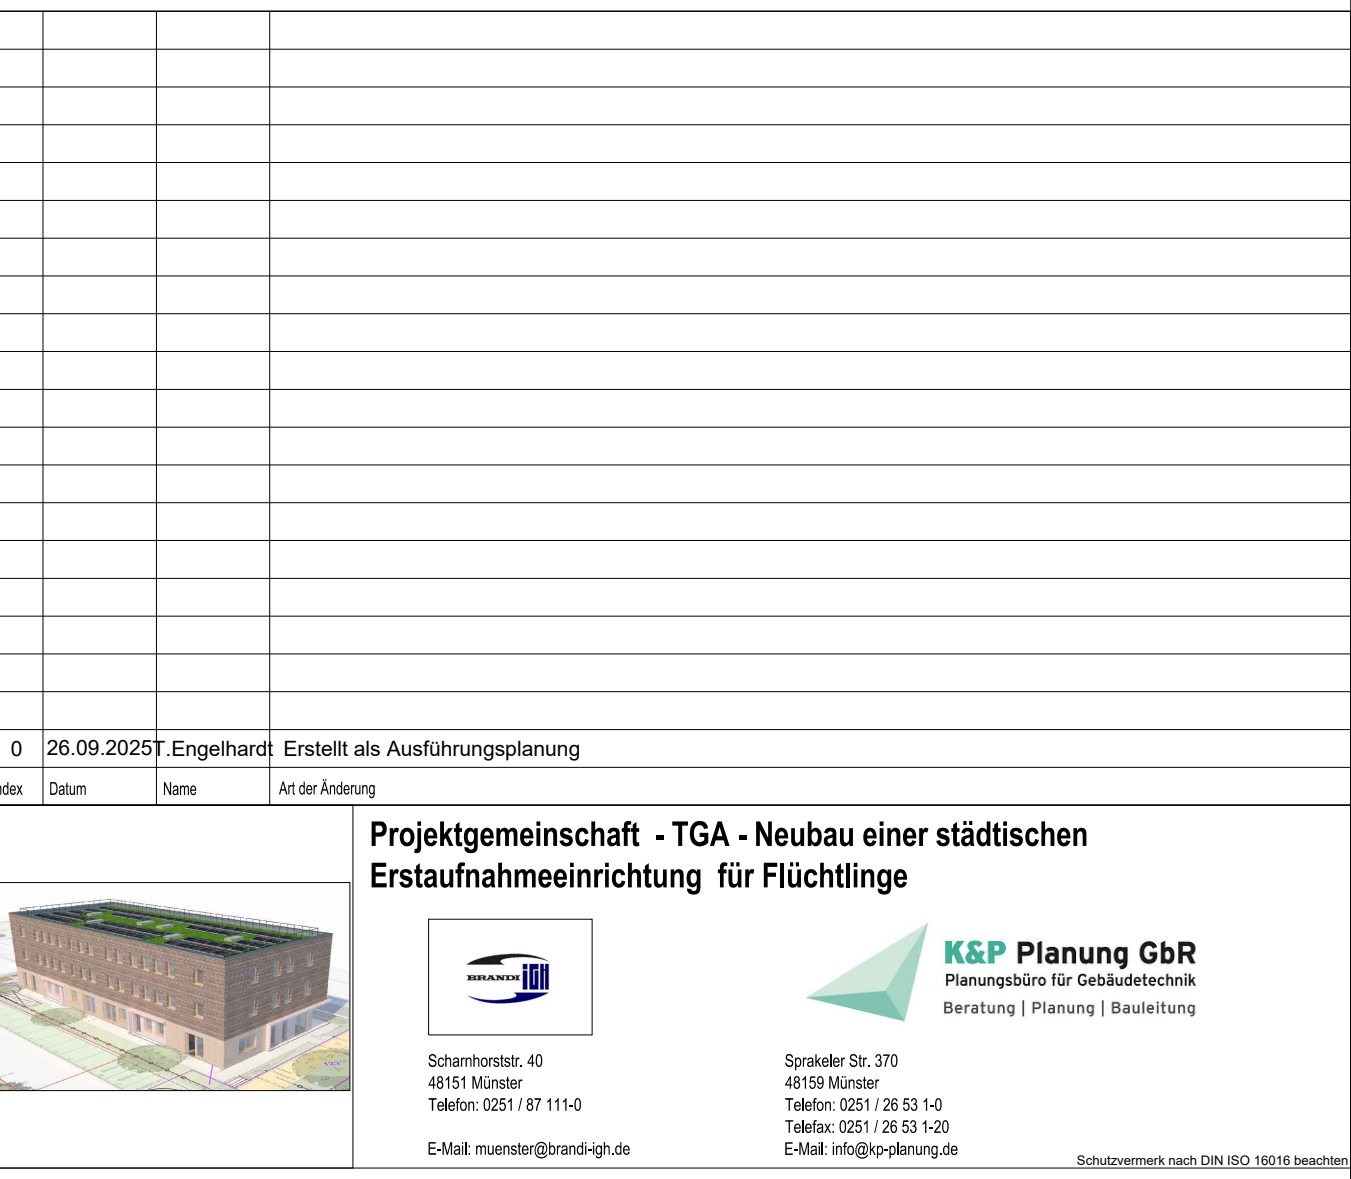 0 26.09.2025 T.Engelhardt Erstellt als Ausführungsplanung
ndex Datum Name Art der Änderung
Projektgemeinschaft - TGA - Neubau einer städtischen
Erstaufnahmeeinrichtung für Flüchtlinge
BRANDI iGH
Scharnhorststr. 40
48151 Münster
Telefon: 0251 / 87 111-0
E-Mail: muenster@brandi-igh.de
K&P Planung GbR
Planungsbüro für Gebäudetechnik
Beratung | Planung | Bauleitung
Sprakeler Str. 370
48159 Münster
Telefon: 0251 / 26 53 1-0
Telefax: 0251 / 26 53 1-20
E-Mail: info@kp-planung.de
Schutzvermerk nach DIN ISO 16016 beachten